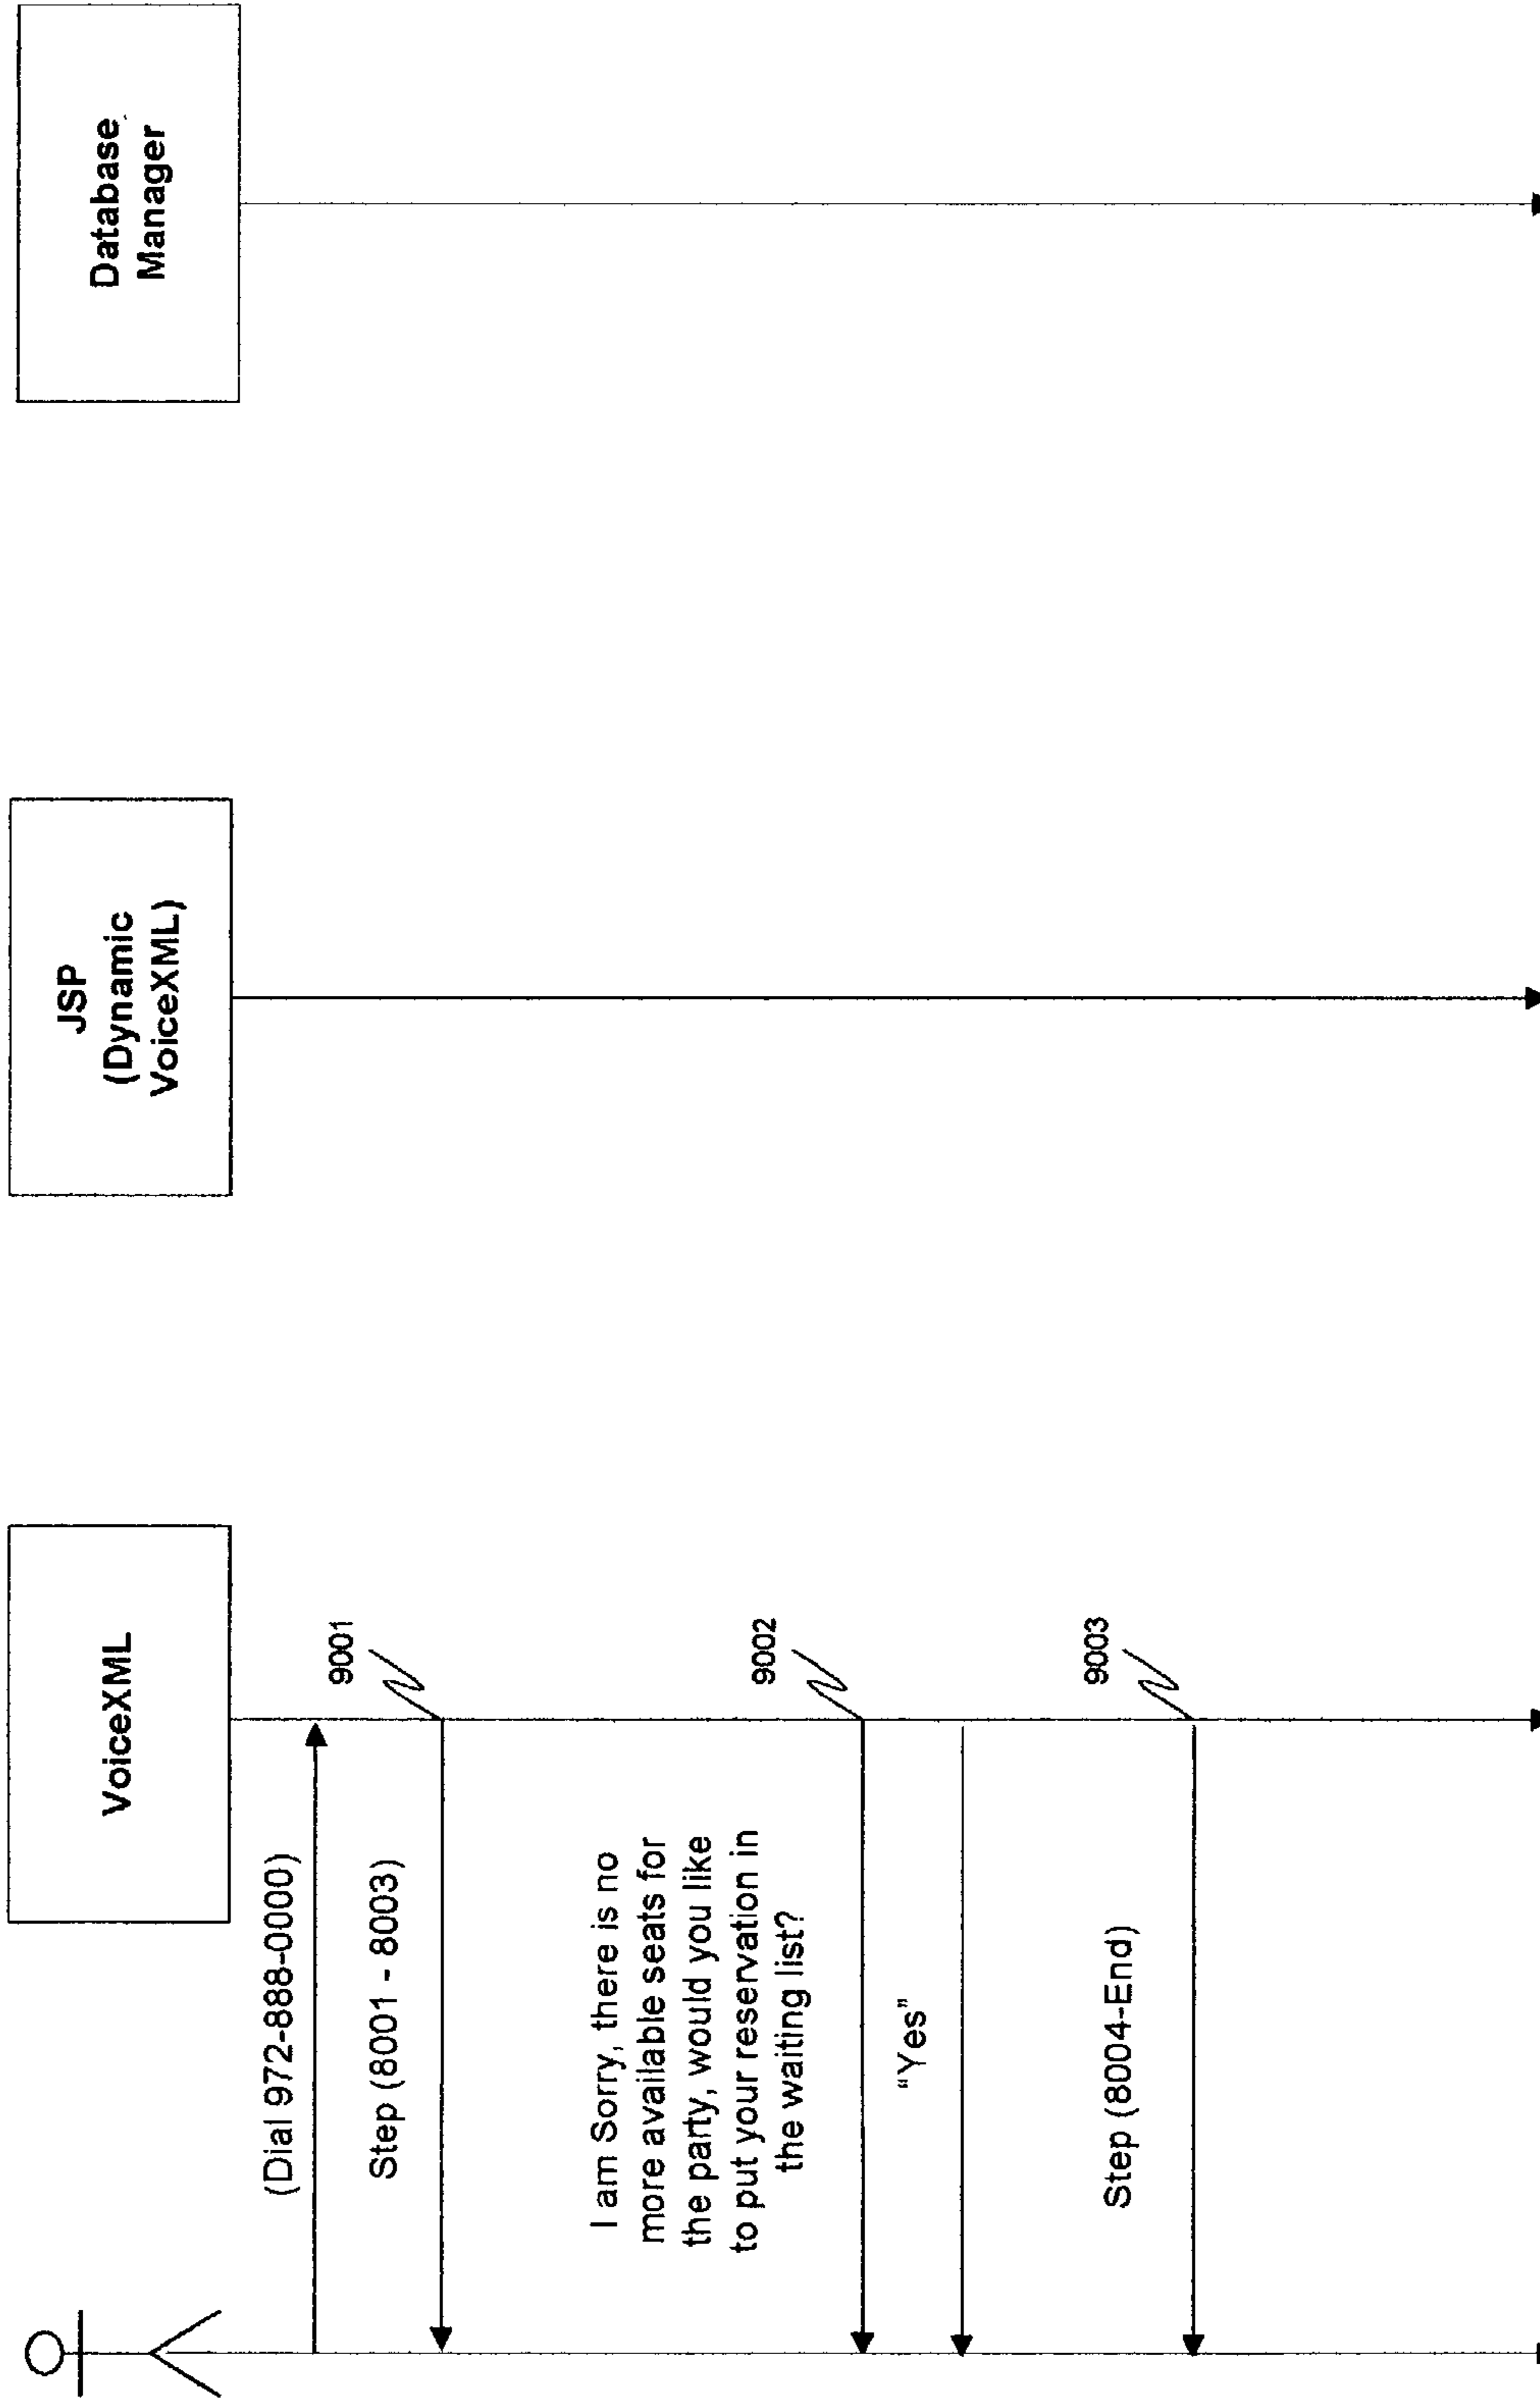 VoiceXML
JSP
(Dynamic
VoiceXML)
Database
Manager
(Dial 972-888-0000)
9001
Step (8001 - 8003)
I am Sorry, there is no
more available seats for
the party, would you like
to put your reservation in
the waiting list?
9002
“Yes”
9003
Step (8004-End)